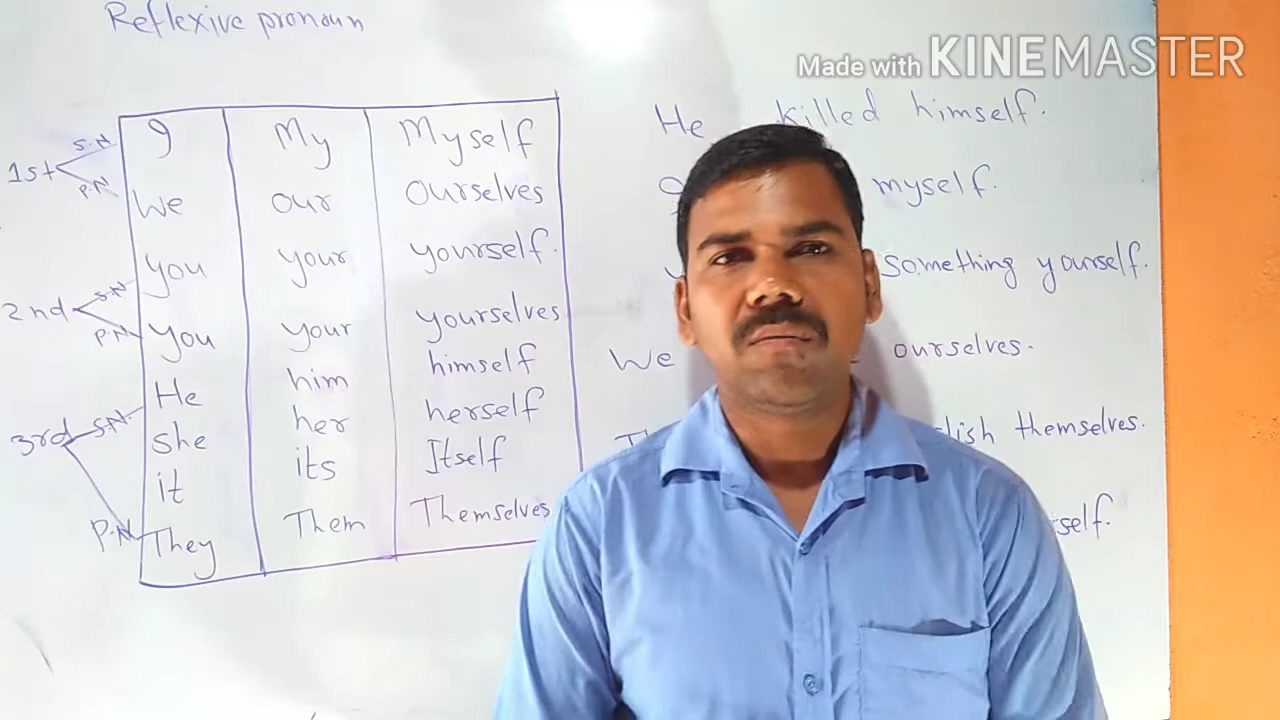 Reflexive pronoun
Made with KINEMASTER
1st S.N P.N
I My Myself
We our Ourselves
2nd S.N P.N
you your yourself.
you your yourselves
3rd S.N P.N
He him himself
she her herself
it its Itself
They Them Themselves
He killed himself.
myself.
something yourself.
We ourselves.
themselves.